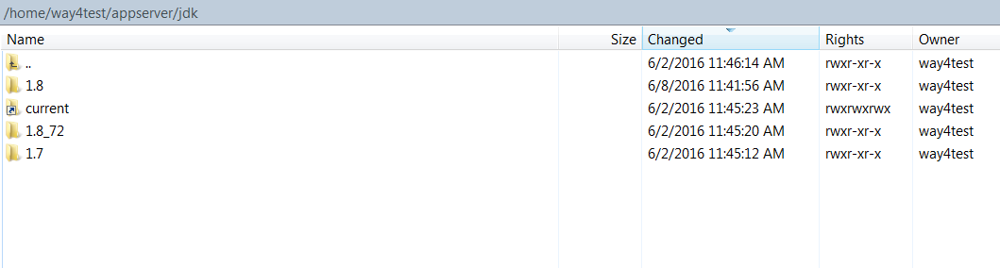 /home/way4test/appserver/jdk
Name Size Changed Rights Owner
.. 6/2/2016 11:46:14 AM rwxr-xr-x way4test
1.8 6/8/2016 11:41:56 AM rwxr-xr-x way4test
current 6/2/2016 11:45:23 AM rwxrwxrwx way4test
1.8_72 6/2/2016 11:45:20 AM rwxr-xr-x way4test
1.7 6/2/2016 11:45:12 AM rwxr-xr-x way4test